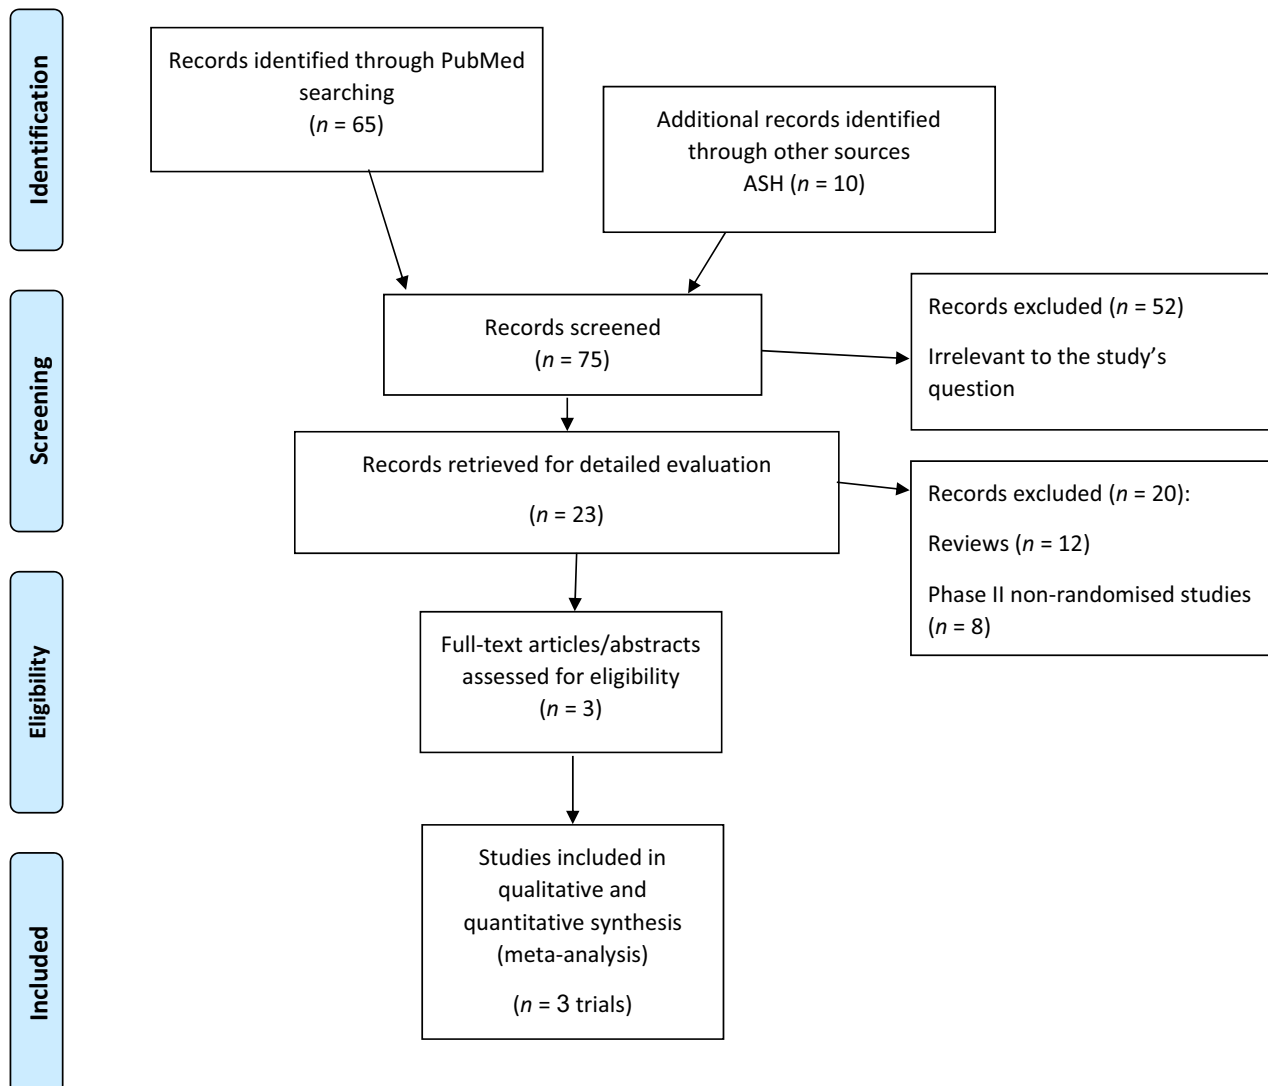 Identification
Records identified through PubMed
searching
(n = 65)
Additional records identified
through other sources
ASH (n = 10)
Screening
Records screened
(n = 75)
Records excluded (n = 52)
Irrelevant to the study’s
question
Records retrieved for detailed evaluation
(n = 23)
Records excluded (n = 20):
Reviews (n = 12)
Phase II non-randomised studies
(n = 8)
Eligibility
Full-text articles/abstracts
assessed for eligibility
(n = 3)
Included
Studies included in
qualitative and
quantitative synthesis
(meta-analysis)
(n = 3 trials)